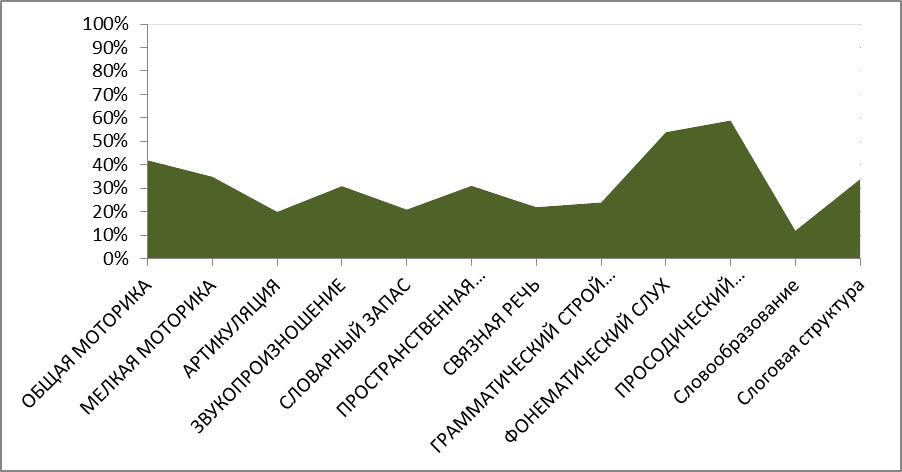 100%
90%
80%
70%
60%
50%
40%
30%
20%
10%
0%
ОБЩАЯ МОТОРИКА
МЕЛКАЯ МОТОРИКА
АРТИКУЛЯЦИЯ
ЗВУКОПРОИЗНОШЕНИЕ
СЛОВАРНЫЙ ЗАПАС
ПРОСТРАНСТВЕННАЯ...
СВЯЗНАЯ РЕЧЬ
ГРАММАТИЧЕСКИЙ СТРОЙ...
ФОНЕМАТИЧЕСКИЙ СЛУХ
ПРОСОДИЧЕСКИЙ...
Словообразование
Слоговая структура